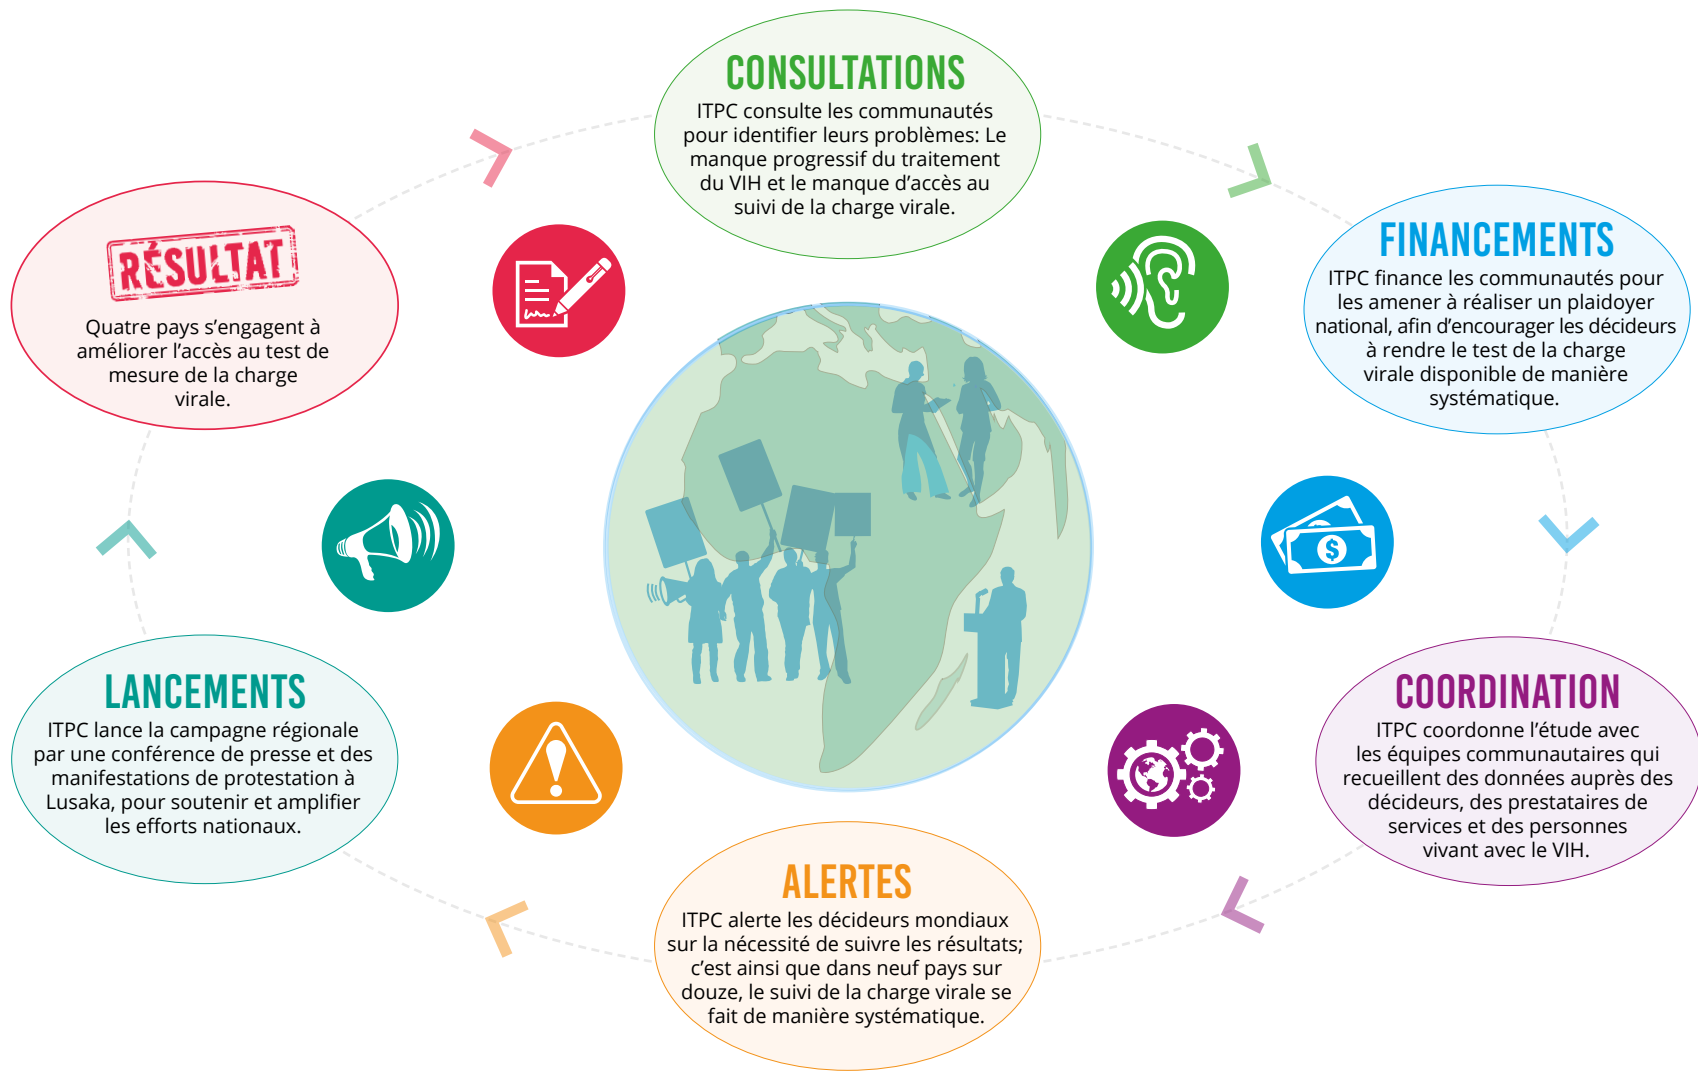 CONSULTATIONS
ITPC consulte les communautés
pour identifier leurs problèmes: Le
manque progressif du traitement
du VIH et le manque d’accès au
suivi de la charge virale.
FINANCEMENTS
ITPC finance les communautés pour
les amener à réaliser un plaidoyer
national, afin d’encourager les décideurs
à rendre le test de la charge
virale disponible de manière
systématique.
COORDINATION
ITPC coordonne l’étude avec
les équipes communautaires qui
recueillent des données auprès des
décideurs, des prestataires de
services et des personnes
vivant avec le VIH.
ALERTES
ITPC alerte les décideurs mondiaux
sur la nécessité de suivre les résultats;
c’est ainsi que dans neuf pays sur
douze, le suivi de la charge virale se
fait de manière systématique.
LANCEMENTS
ITPC lance la campagne régionale
par une conférence de presse et des
manifestations de protestation à
Lusaka, pour soutenir et amplifier
les efforts nationaux.
RÉSULTAT
Quatre pays s’engagent à
améliorer l’accès au test de
mesure de la charge
virale.
$